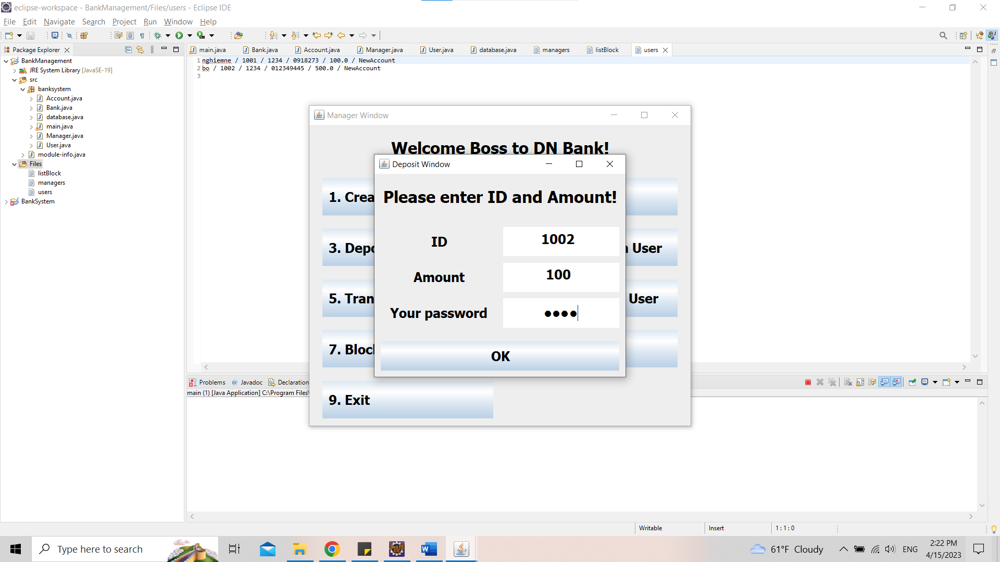 eclipse-workspace - BankManagement/Files/users - Eclipse IDE
File Edit Navigate Search Project Run Window Help
Package Explorer
BankManagement
JRE System Library [JavaSE-19]
src
banksystem
Account.java
Bank.java
database.java
main.java
Manager.java
User.java
module-info.java
Files
listBlock
managers
users
BankSystem
main.java Bank.java Account.java Manager.java User.java database.java managers listBlock users
1 nghiemne / 1001 / 1234 / 0918273 / 100.0 / NewAccount
2 bo / 1002 / 1234 / 012349445 / 500.0 / NewAccount
3
Manager Window
Welcome Boss to DN Bank!
1. Crea
3. Depo
User
5. Tran
User
7. Bloc
9. Exit
Deposit Window
Please enter ID and Amount!
ID 1002
Amount 100
Your password ●●●●
OK
Problems @ Javadoc Declaration
main (1) [Java Application] C:\Program Files\
Writable Insert 1 : 1 : 0
Type here to search
Java EE
IDE
61°F Cloudy
ENG
2:22 PM
4/15/2023